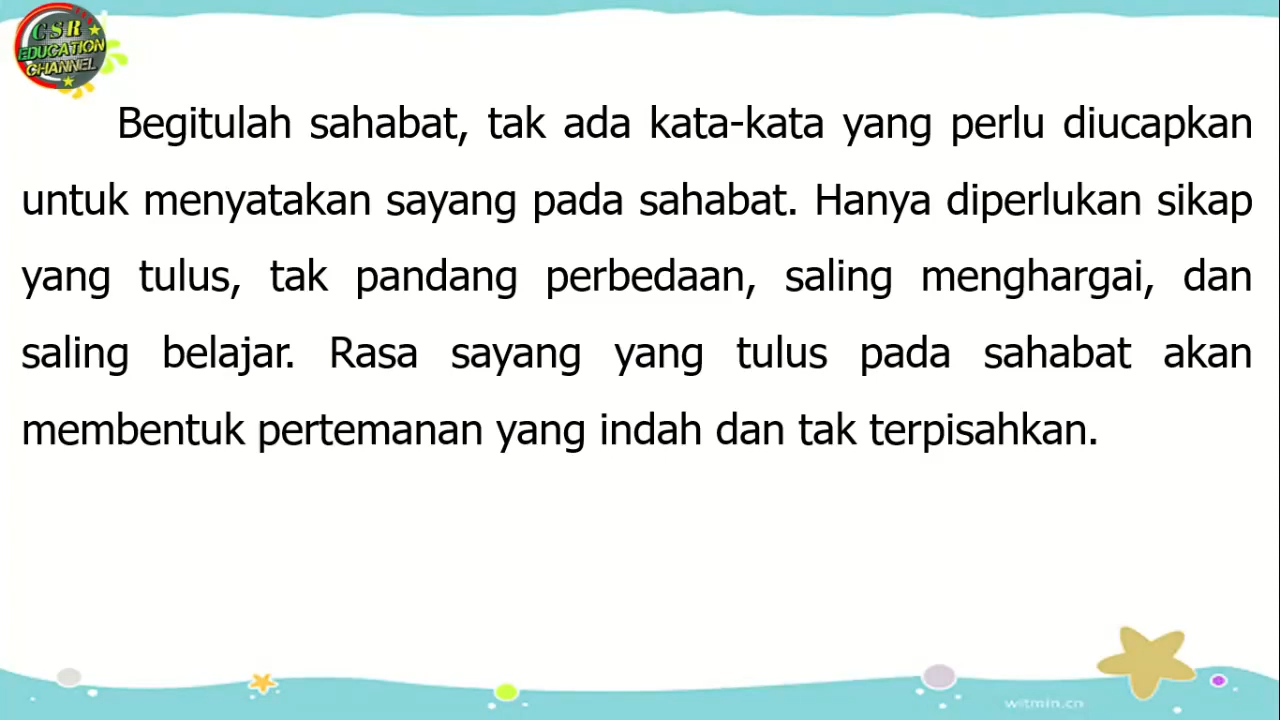 CSR
EDUCATION
CHANNEL
Begitulah sahabat, tak ada kata-kata yang perlu diucapkan
untuk menyatakan sayang pada sahabat. Hanya diperlukan sikap
yang tulus, tak pandang perbedaan, saling menghargai, dan
saling belajar. Rasa sayang yang tulus pada sahabat akan
membentuk pertemanan yang indah dan tak terpisahkan.
witmin.cn